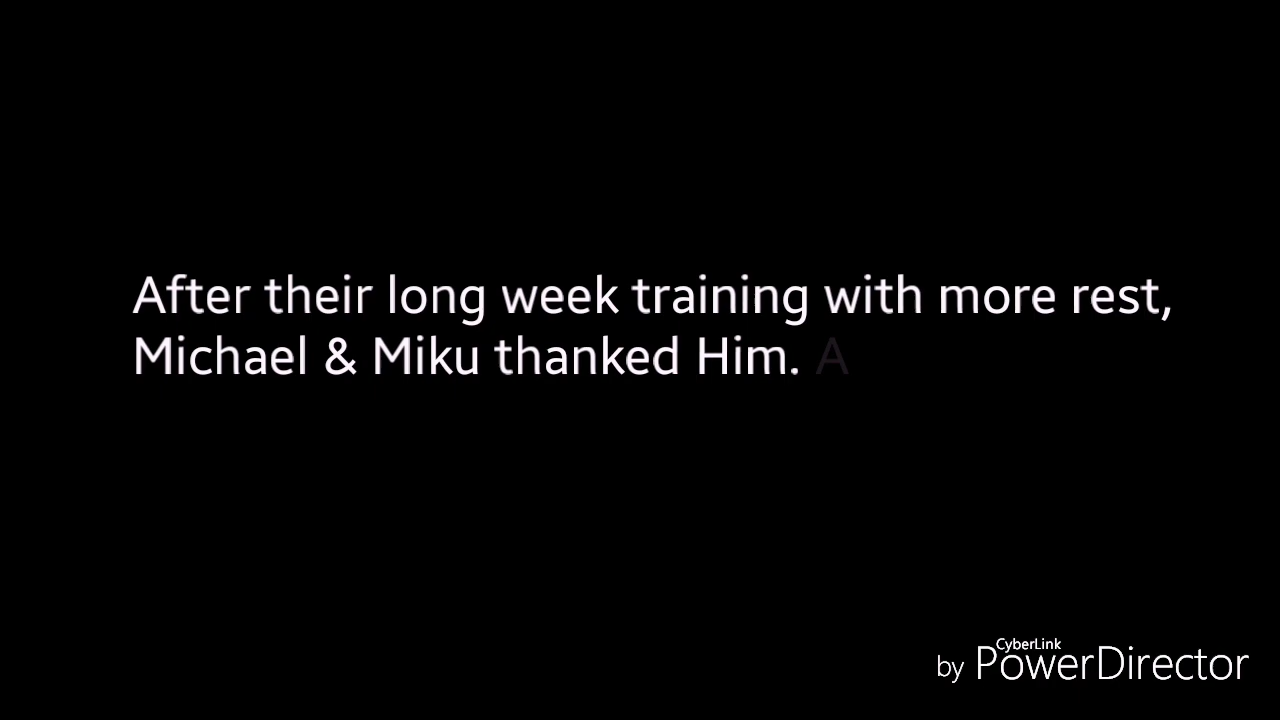 After their long week training with more rest,
Michael & Miku thanked Him. A
by CyberLink PowerDirector